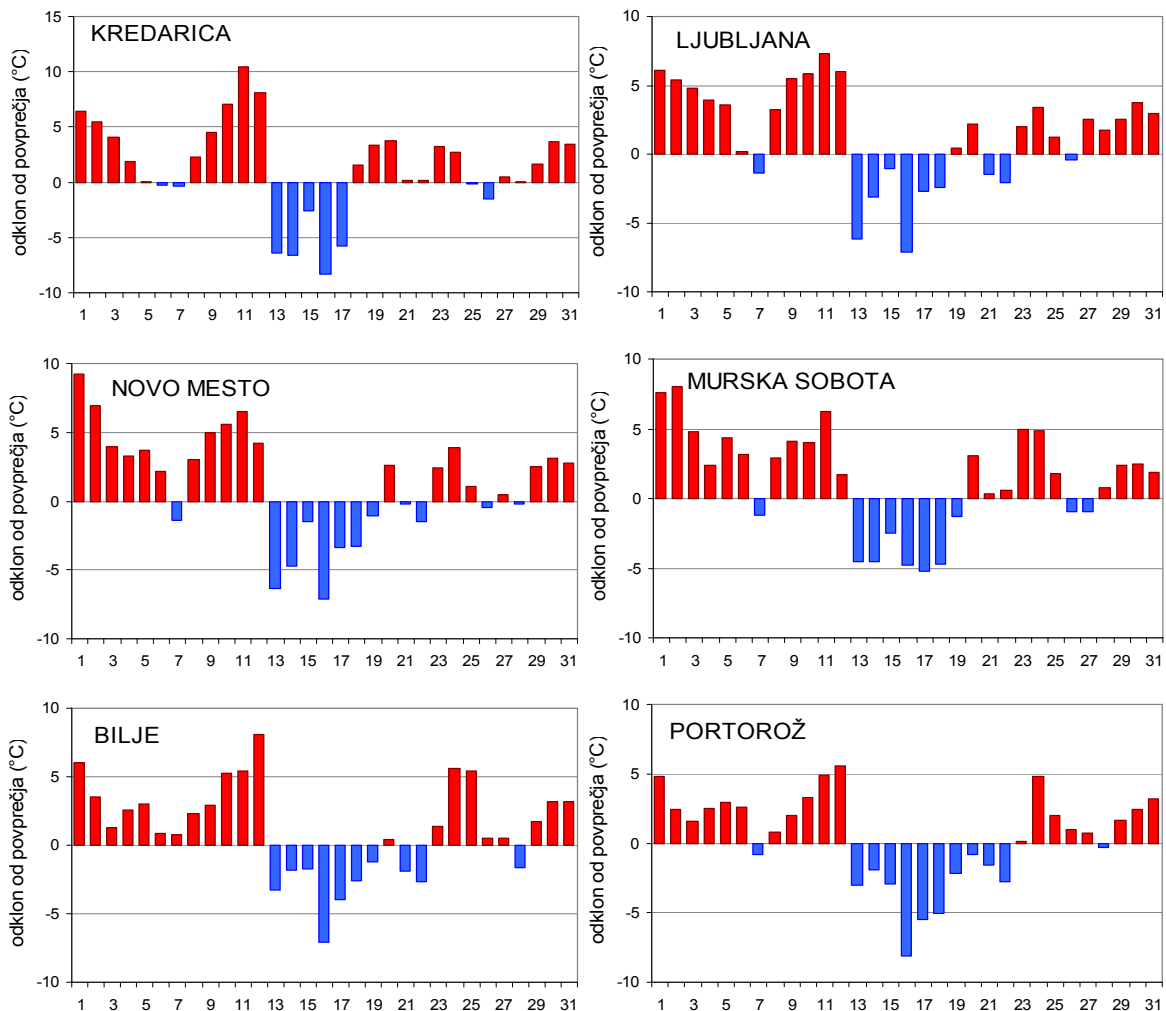 KREDARICA
odklon od povprečja (°C)
15
10
5
0
-5
-10
1 3 5 7 9 11 13 15 17 19 21 23 25 27 29 31
LJUBLJANA
odklon od povprečja (°C)
10
5
0
-5
-10
1 3 5 7 9 11 13 15 17 19 21 23 25 27 29 31
NOVO MESTO
odklon od povprečja (°C)
10
5
0
-5
-10
1 3 5 7 9 11 13 15 17 19 21 23 25 27 29 31
MURSKA SOBOTA
odklon od povprečja (°C)
10
5
0
-5
-10
1 3 5 7 9 11 13 15 17 19 21 23 25 27 29 31
BILJE
odklon od povprečja (°C)
10
5
0
-5
-10
1 3 5 7 9 11 13 15 17 19 21 23 25 27 29 31
PORTOROŽ
odklon od povprečja (°C)
10
5
0
-5
-10
1 3 5 7 9 11 13 15 17 19 21 23 25 27 29 31